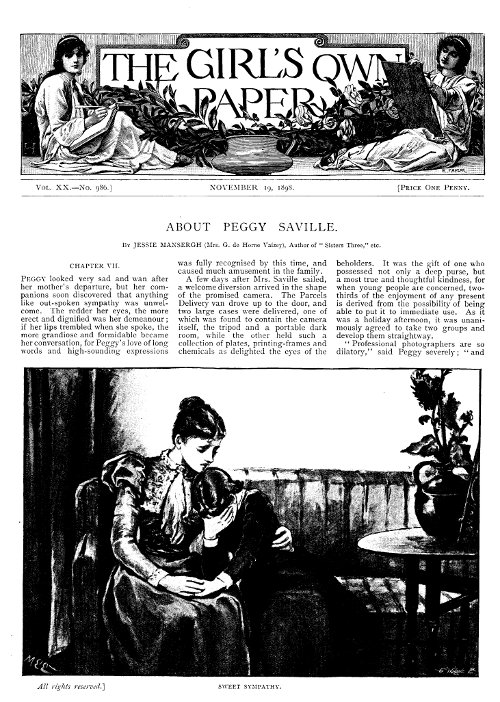 THE GIRL'S OWN
PAPER
R. TAYLOR.
VOL. XX.—No. 986.]
NOVEMBER 19, 1898.
[PRICE ONE PENNY.
ABOUT PEGGY SAVILLE.
BY JESSIE MANSERGH (Mrs. G. de Horne Vaizey), Author of "Sisters Three," etc.
CHAPTER VII.
PEGGY looked very sad and wan after
her mother's departure, but her com-
panions soon discovered that anything
like out-spoken sympathy was unwel-
come. The redder her eyes, the more
erect and dignified was her demeanour;
if her lips trembled when she spoke, the
more grandiose and formidable became
her conversation, for Peggy's love of long
words and high-sounding expressions
was fully recognised by this time, and
caused much amusement in the family.
A few days after Mrs. Saville sailed,
a welcome diversion arrived in the shape
of the promised camera. The Parcels
Delivery van drove up to the door, and
two large cases were delivered, one of
which was found to contain the camera
itself, the tripod and a portable dark
room, while the other held such a
collection of plates, printing-frames and
chemicals as delighted the eyes of the
beholders. It was the gift of one who
possessed not only a deep purse, but
a most true and thoughtful kindness, for
when young people are concerned, two-
thirds of the enjoyment of any present
is derived from the possibility of being
able to put it to immediate use. As it
was a holiday afternoon, it was unani-
mously agreed to take two groups and
develop them straightway.
"Professional photographers are so
dilatory," said Peggy severely; "and
All rights reserved.]
SWEET SYMPATHY.